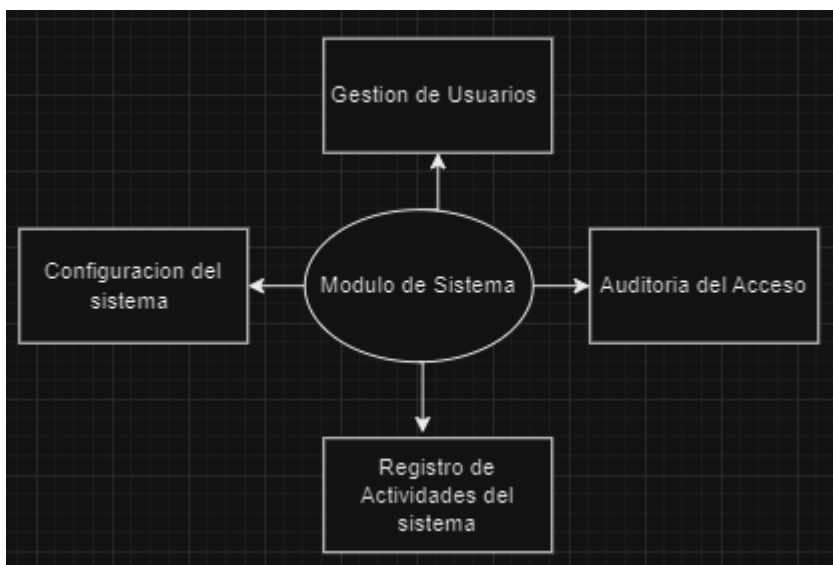 Gestion de Usuarios
Configuracion del
sistema
Modulo de Sistema
Auditoria del Acceso
Registro de
Actividades del
sistema